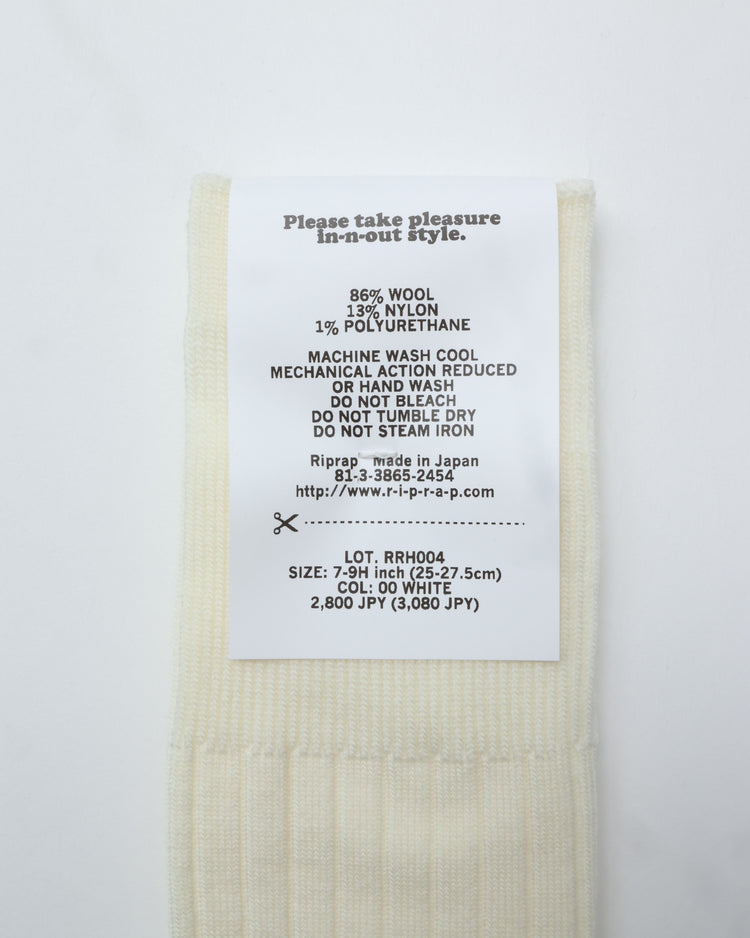 Please take pleasure
in-n-out style.
86% WOOL
13% NYLON
1% POLYURETHANE
MACHINE WASH COOL
MECHANICAL ACTION REDUCED
OR HAND WASH
DO NOT BLEACH
DO NOT TUMBLE DRY
DO NOT STEAM IRON
Riprap made in Japan
81-3-3865-2454
http://www.r-i-p-r-a-p.com
LOT. RRH004
SIZE: 7-9H inch (25-27.5cm)
COL: 00 WHITE
2,800 JPY (3,080 JPY)